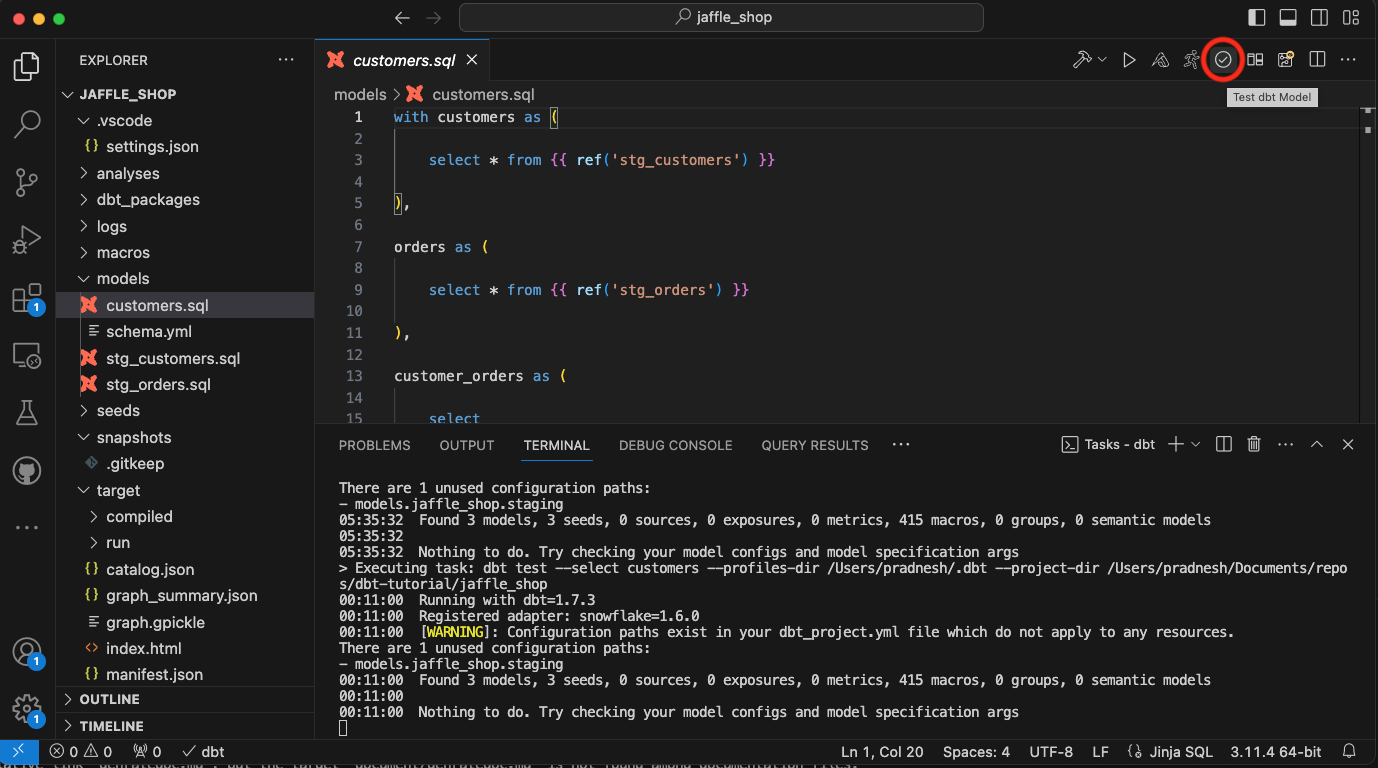 jaffle_shop
EXPLORER
customers.sql
Test dbt Model
JAFFLE_SHOP
.vscode
{} settings.json
analyses
dbt_packages
logs
macros
models
customers.sql
schema.yml
stg_customers.sql
stg_orders.sql
seeds
snapshots
.gitkeep
target
compiled
run
{} catalog.json
{} graph_summary.json
graph.gpickle
<> index.html
{} manifest.json
OUTLINE
TIMELINE
models > customers.sql
1 with customers as (
2
3 select * from {{ ref('stg_customers') }}
4
5 ),
6
7 orders as (
8
9 select * from {{ ref('stg_orders') }}
10
11 ),
12
13 customer_orders as (
14
15 select
PROBLEMS OUTPUT TERMINAL DEBUG CONSOLE QUERY RESULTS ··· Tasks - dbt
There are 1 unused configuration paths:
- models.jaffle_shop.staging
05:35:32 Found 3 models, 3 seeds, 0 sources, 0 exposures, 0 metrics, 415 macros, 0 groups, 0 semantic models
05:35:32
05:35:32 Nothing to do. Try checking your model configs and model specification args
> Executing task: dbt test --select customers --profiles-dir /Users/pradnesh/.dbt --project-dir /Users/pradnesh/Documents/repo
s/dbt-tutorial/jaffle_shop
00:11:00 Running with dbt=1.7.3
00:11:00 Registered adapter: snowflake=1.6.0
00:11:00 [WARNING]: Configuration paths exist in your dbt_project.yml file which do not apply to any resources.
There are 1 unused configuration paths:
- models.jaffle_shop.staging
00:11:00 Found 3 models, 3 seeds, 0 sources, 0 exposures, 0 metrics, 415 macros, 0 groups, 0 semantic models
00:11:00
00:11:00 Nothing to do. Try checking your model configs and model specification args
1
1
1
0 0 0 dbt Ln 1, Col 20 Spaces: 4 UTF-8 LF Jinja SQL 3.11.4 64-bit